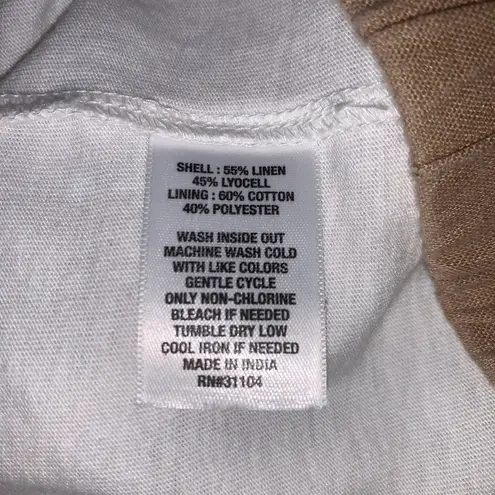 SHELL : 55% LINEN
45% LYOCELL
LINING : 60% COTTON
40% POLYESTER
WASH INSIDE OUT
MACHINE WASH COLD
WITH LIKE COLORS
GENTLE CYCLE
ONLY NON-CHLORINE
BLEACH IF NEEDED
TUMBLE DRY LOW
COOL IRON IF NEEDED
MADE IN INDIA
RN#31104